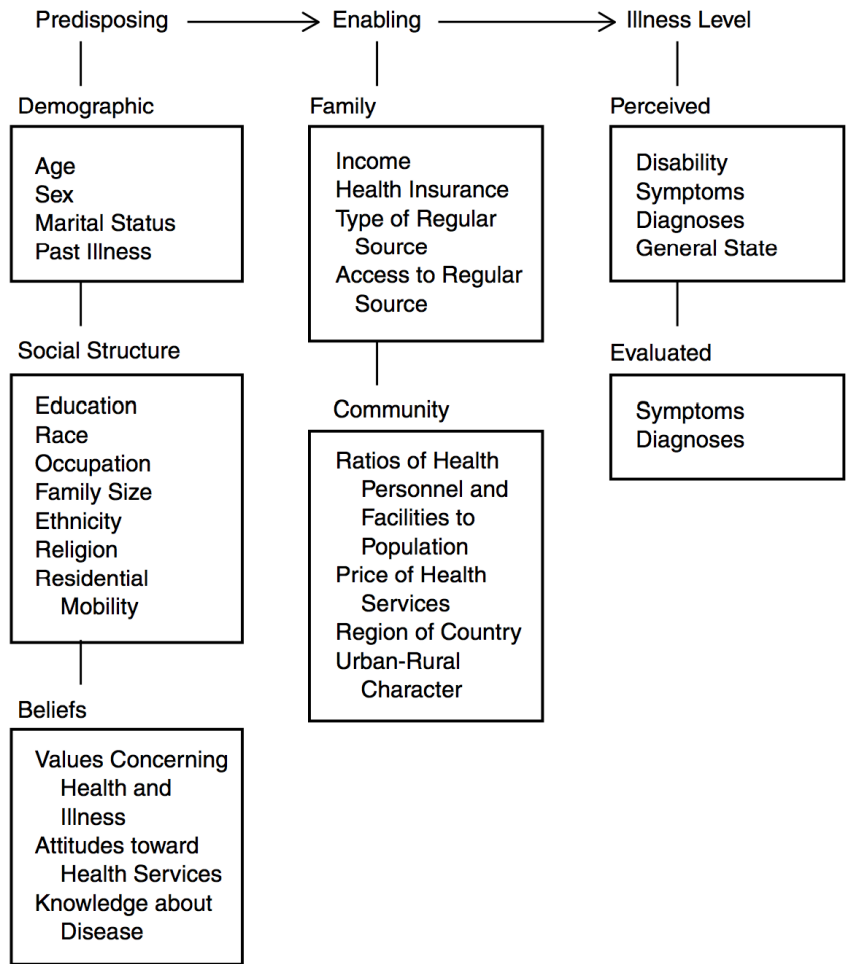 Predisposing
Enabling
Illness Level
Demographic
Age
Sex
Marital Status
Past Illness
Social Structure
Education
Race
Occupation
Family Size
Ethnicity
Religion
Residential
Mobility
Beliefs
Values Concerning
Health and
Illness
Attitudes toward
Health Services
Knowledge about
Disease
Family
Income
Health Insurance
Type of Regular
Source
Access to Regular
Source
Community
Ratios of Health
Personnel and
Facilities to
Population
Price of Health
Services
Region of Country
Urban-Rural
Character
Perceived
Disability
Symptoms
Diagnoses
General State
Evaluated
Symptoms
Diagnoses